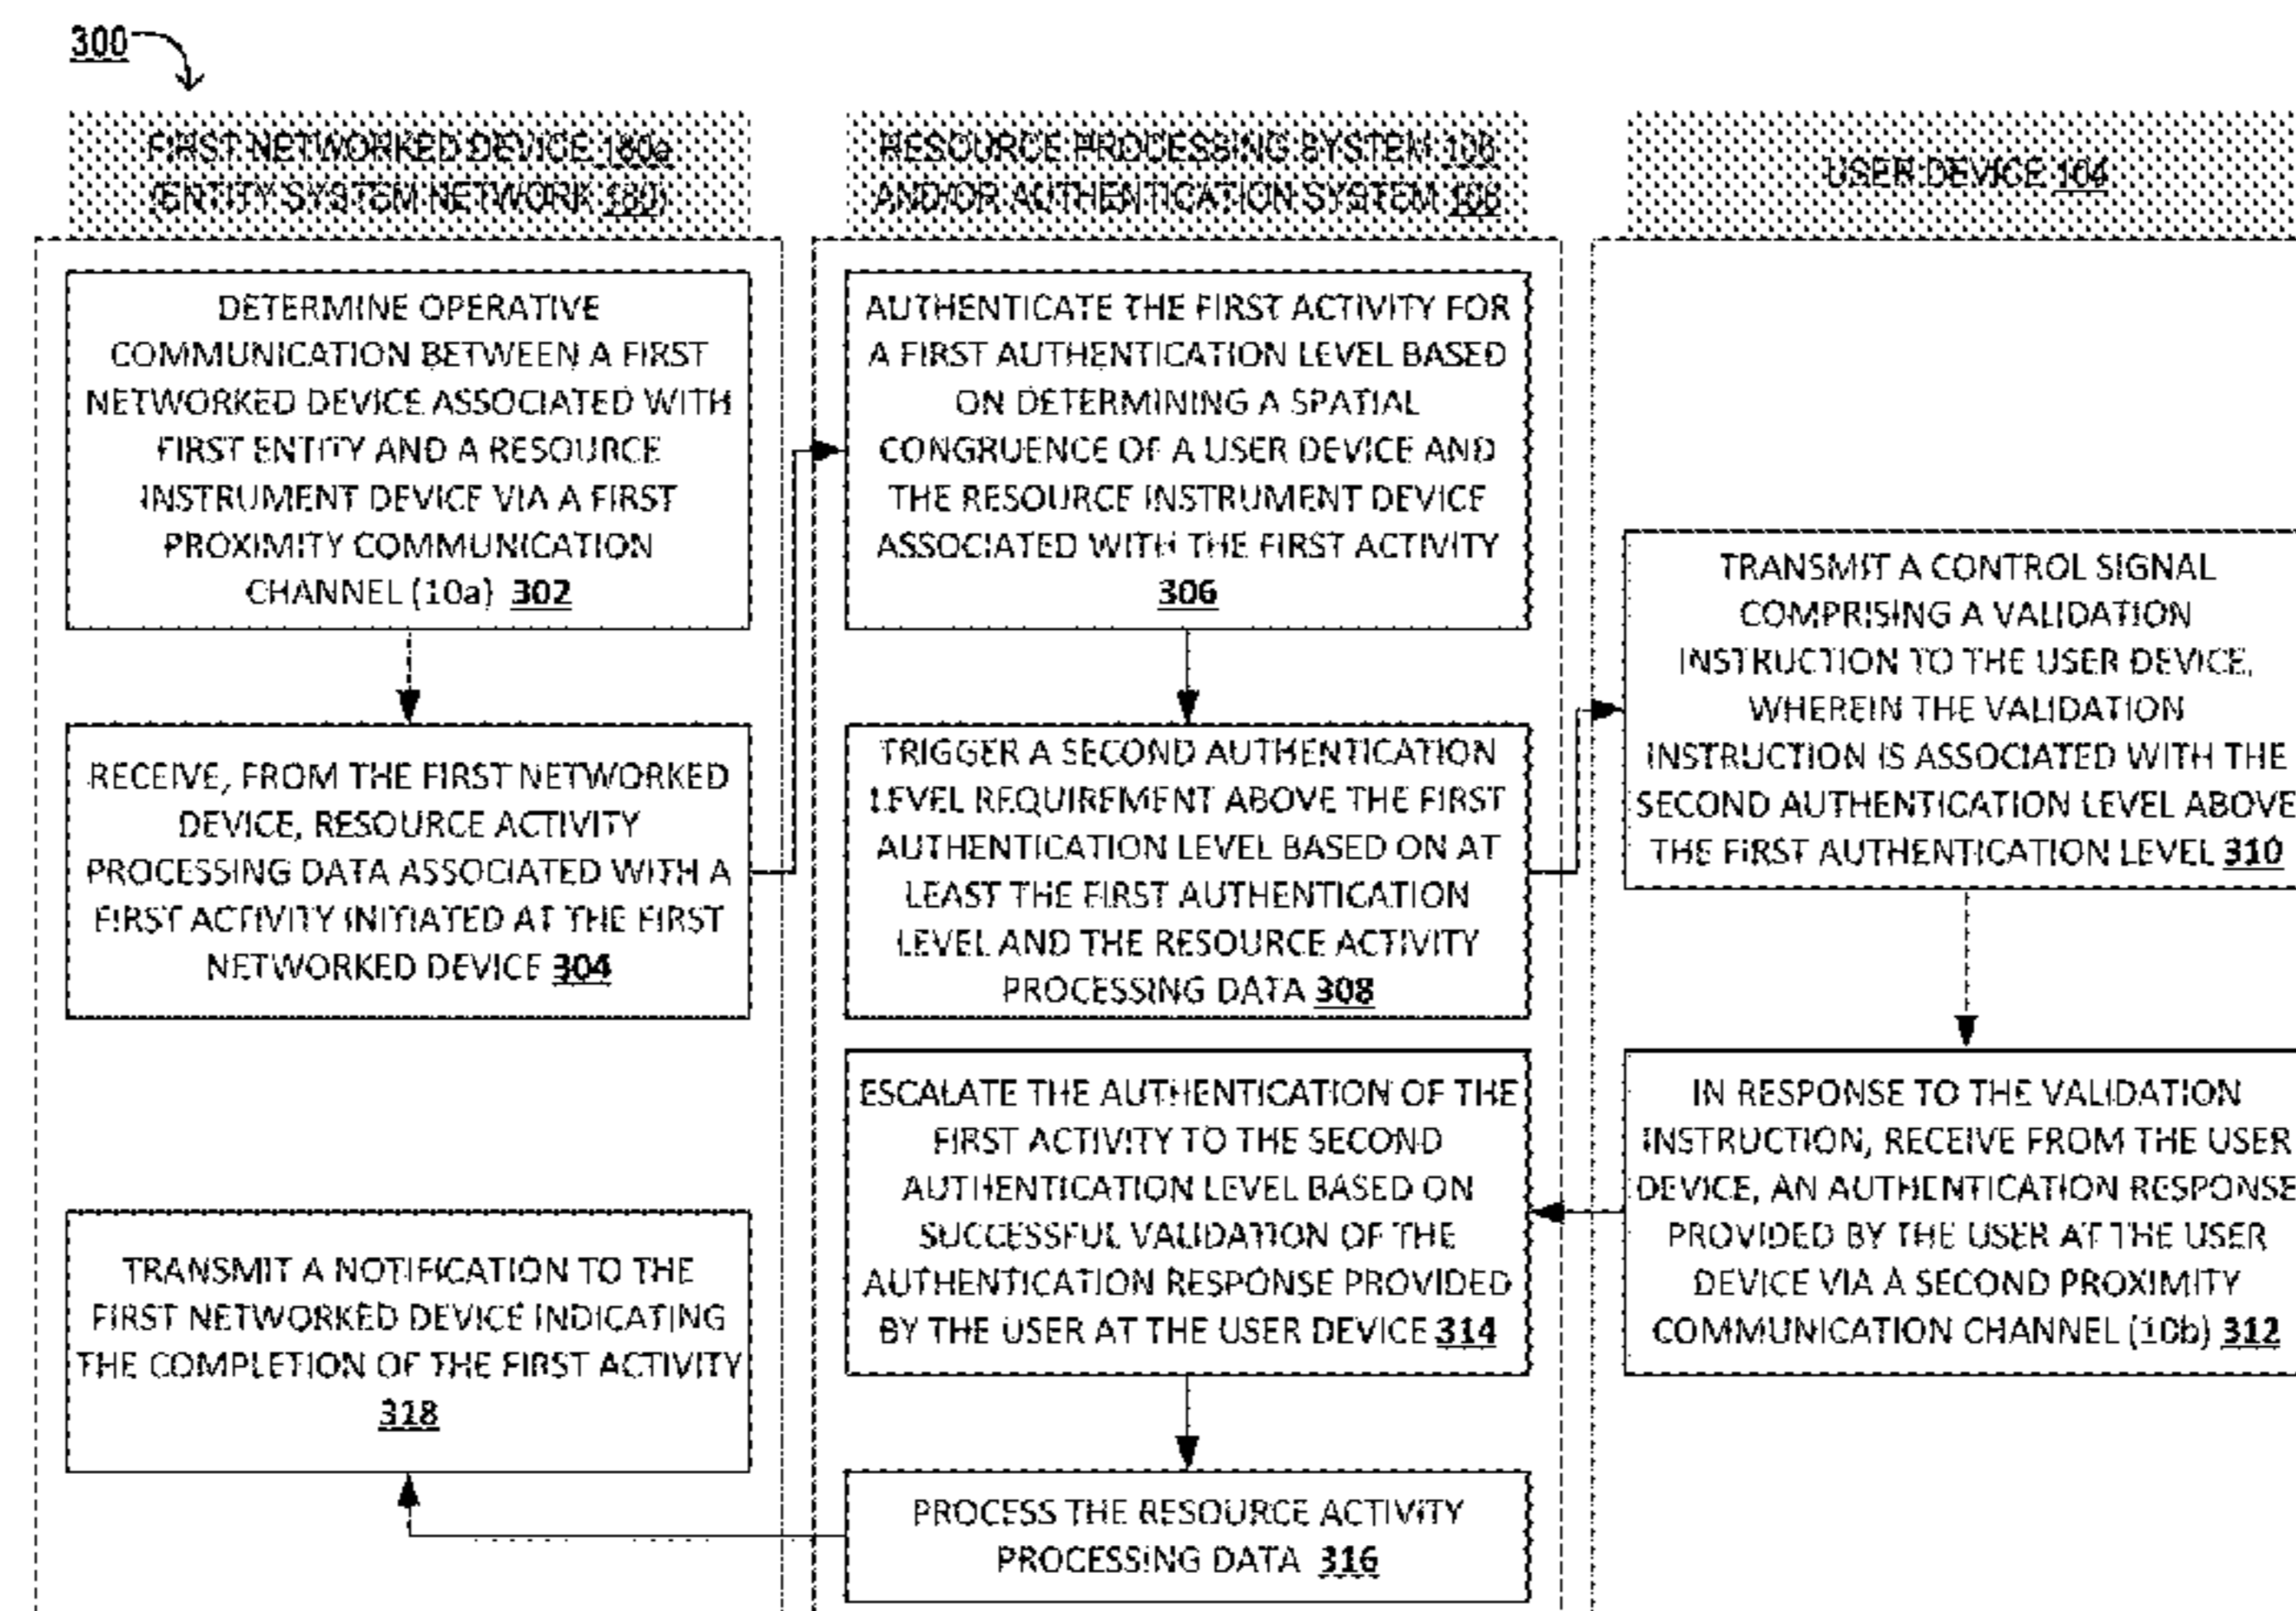 300
FIRST NETWORKED DEVICE 180a
(ENTITY SYSTEM NETWORK 180)
RESOURCE PROCESSING SYSTEM 106
AND/OR AUTHENTICATION SYSTEM
USER DEVICE 104
DETERMINE OPERATIVE
COMMUNICATION BETWEEN A FIRST
NETWORKED DEVICE ASSOCIATED WITH
FIRST ENTITY AND A RESOURCE
INSTRUMENT DEVICE VIA A FIRST
PROXIMITY COMMUNICATION
CHANNEL (10a) 302
RECEIVE, FROM THE FIRST NETWORKED
DEVICE, RESOURCE ACTIVITY
PROCESSING DATA ASSOCIATED WITH A
FIRST ACTIVITY INITIATED AT THE FIRST
NETWORKED DEVICE 304
AUTHENTICATE THE FIRST ACTIVITY FOR
A FIRST AUTHENTICATION LEVEL BASED
ON DETERMINING A SPATIAL
CONGRUENCE OF A USER DEVICE AND
THE RESOURCE INSTRUMENT DEVICE
ASSOCIATED WITH THE FIRST ACTIVITY
306
TRIGGER A SECOND AUTHENTICATION
LEVEL REQUIREMENT ABOVE THE FIRST
AUTHENTICATION LEVEL BASED ON AT
LEAST THE FIRST AUTHENTICATION
LEVEL AND THE RESOURCE ACTIVITY
PROCESSING DATA 308
TRANSMIT A CONTROL SIGNAL
COMPRISING A VALIDATION
INSTRUCTION TO THE USER DEVICE,
WHEREIN THE VALIDATION
INSTRUCTION IS ASSOCIATED WITH THE
SECOND AUTHENTICATION LEVEL ABOVE
THE FIRST AUTHENTICATION LEVEL 310
IN RESPONSE TO THE VALIDATION
INSTRUCTION, RECEIVE FROM THE USER
DEVICE, AN AUTHENTICATION RESPONSE
PROVIDED BY THE USER AT THE USER
DEVICE VIA A SECOND PROXIMITY
COMMUNICATION CHANNEL (10b) 312
ESCALATE THE AUTHENTICATION OF THE
FIRST ACTIVITY TO THE SECOND
AUTHENTICATION LEVEL BASED ON
SUCCESSFUL VALIDATION OF THE
AUTHENTICATION RESPONSE PROVIDED
BY THE USER AT THE USER DEVICE 314
PROCESS THE RESOURCE ACTIVITY
PROCESSING DATA 316
TRANSMIT A NOTIFICATION TO THE
FIRST NETWORKED DEVICE INDICATING
THE COMPLETION OF THE FIRST ACTIVITY
318